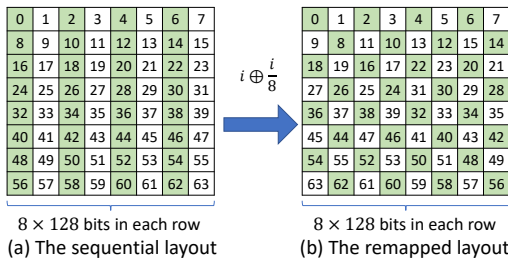 0 1 2 3 4 5 6 7
8 9 10 11 12 13 14 15
16 17 18 19 20 21 22 23
24 25 26 27 28 29 30 31
32 33 34 35 36 37 38 39
40 41 42 43 44 45 46 47
48 49 50 51 52 53 54 55
56 57 58 59 60 61 62 63
8 × 128 bits in each row
(a) The sequential layout
i ⊕ i/8
0 1 2 3 4 5 6 7
9 8 11 10 13 12 15 14
18 19 16 17 22 23 20 21
27 26 25 24 31 30 29 28
36 37 38 39 32 33 34 35
45 44 47 46 41 40 43 42
54 55 52 53 50 51 48 49
63 62 61 60 59 58 57 56
8 × 128 bits in each row
(b) The remapped layout